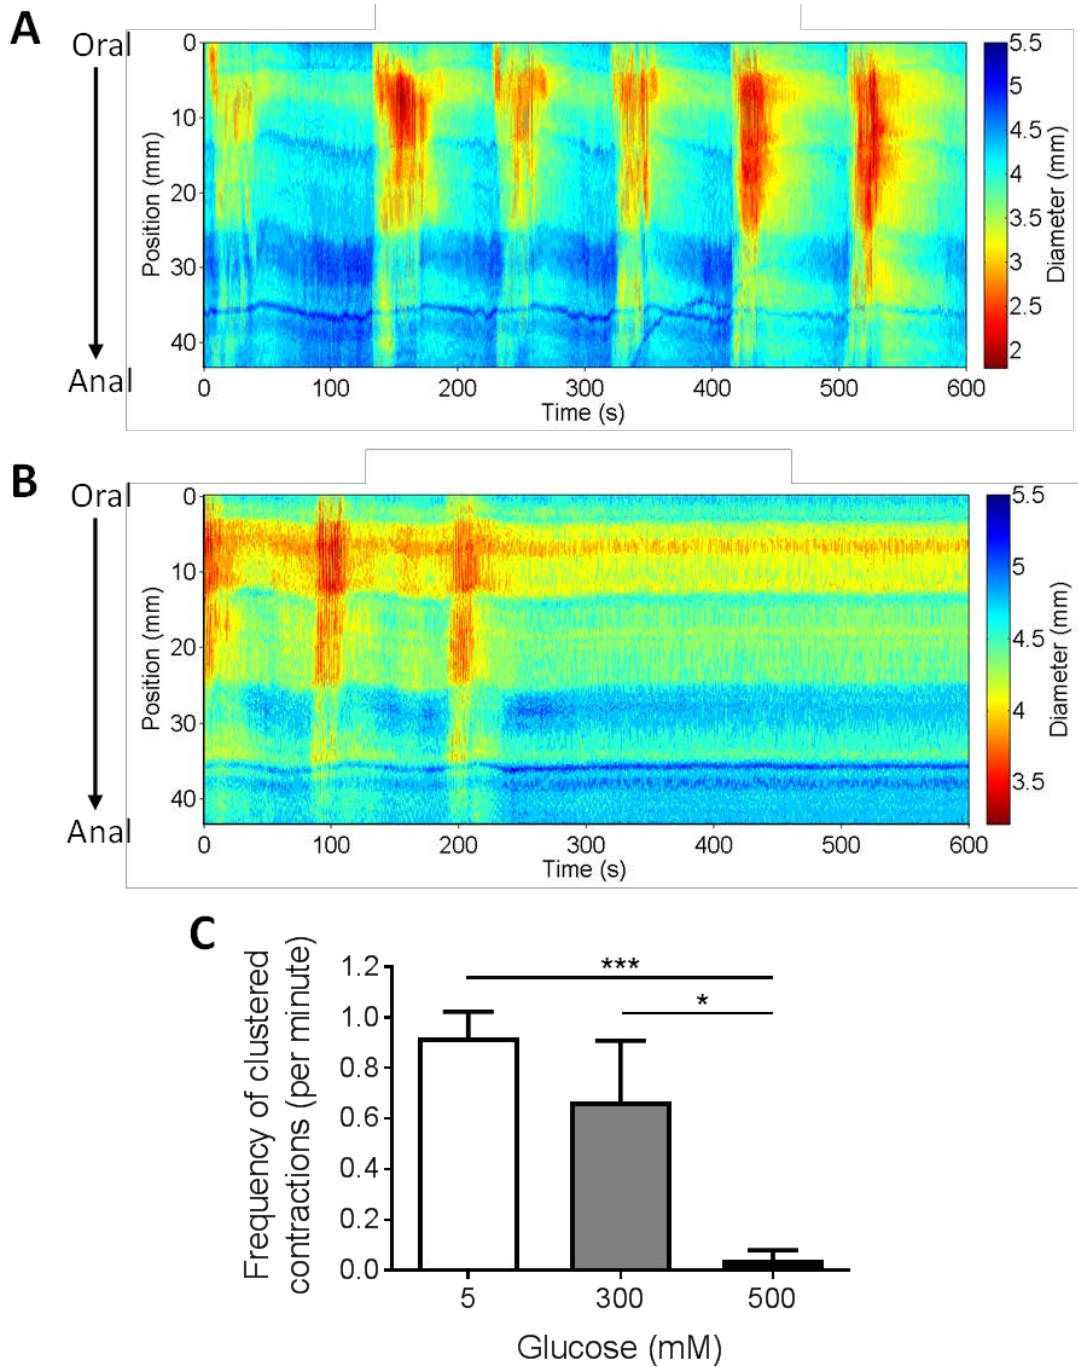 A
Oral
Anal
0
10
20
30
40
Position (mm)
0 100 200 300 400 500 600
Time (s)
5.5
5
4.5
4
3.5
3
2.5
2
Diameter (mm)
B
Oral
Anal
0
10
20
30
40
Position (mm)
0 100 200 300 400 500 600
Time (s)
5.5
5
4.5
4
3.5
Diameter (mm)
C
Frequency of clustered
contractions (per minute)
1.2
1.0
0.8
0.6
0.4
0.2
0.0
***
*
5 300 500
Glucose (mM)